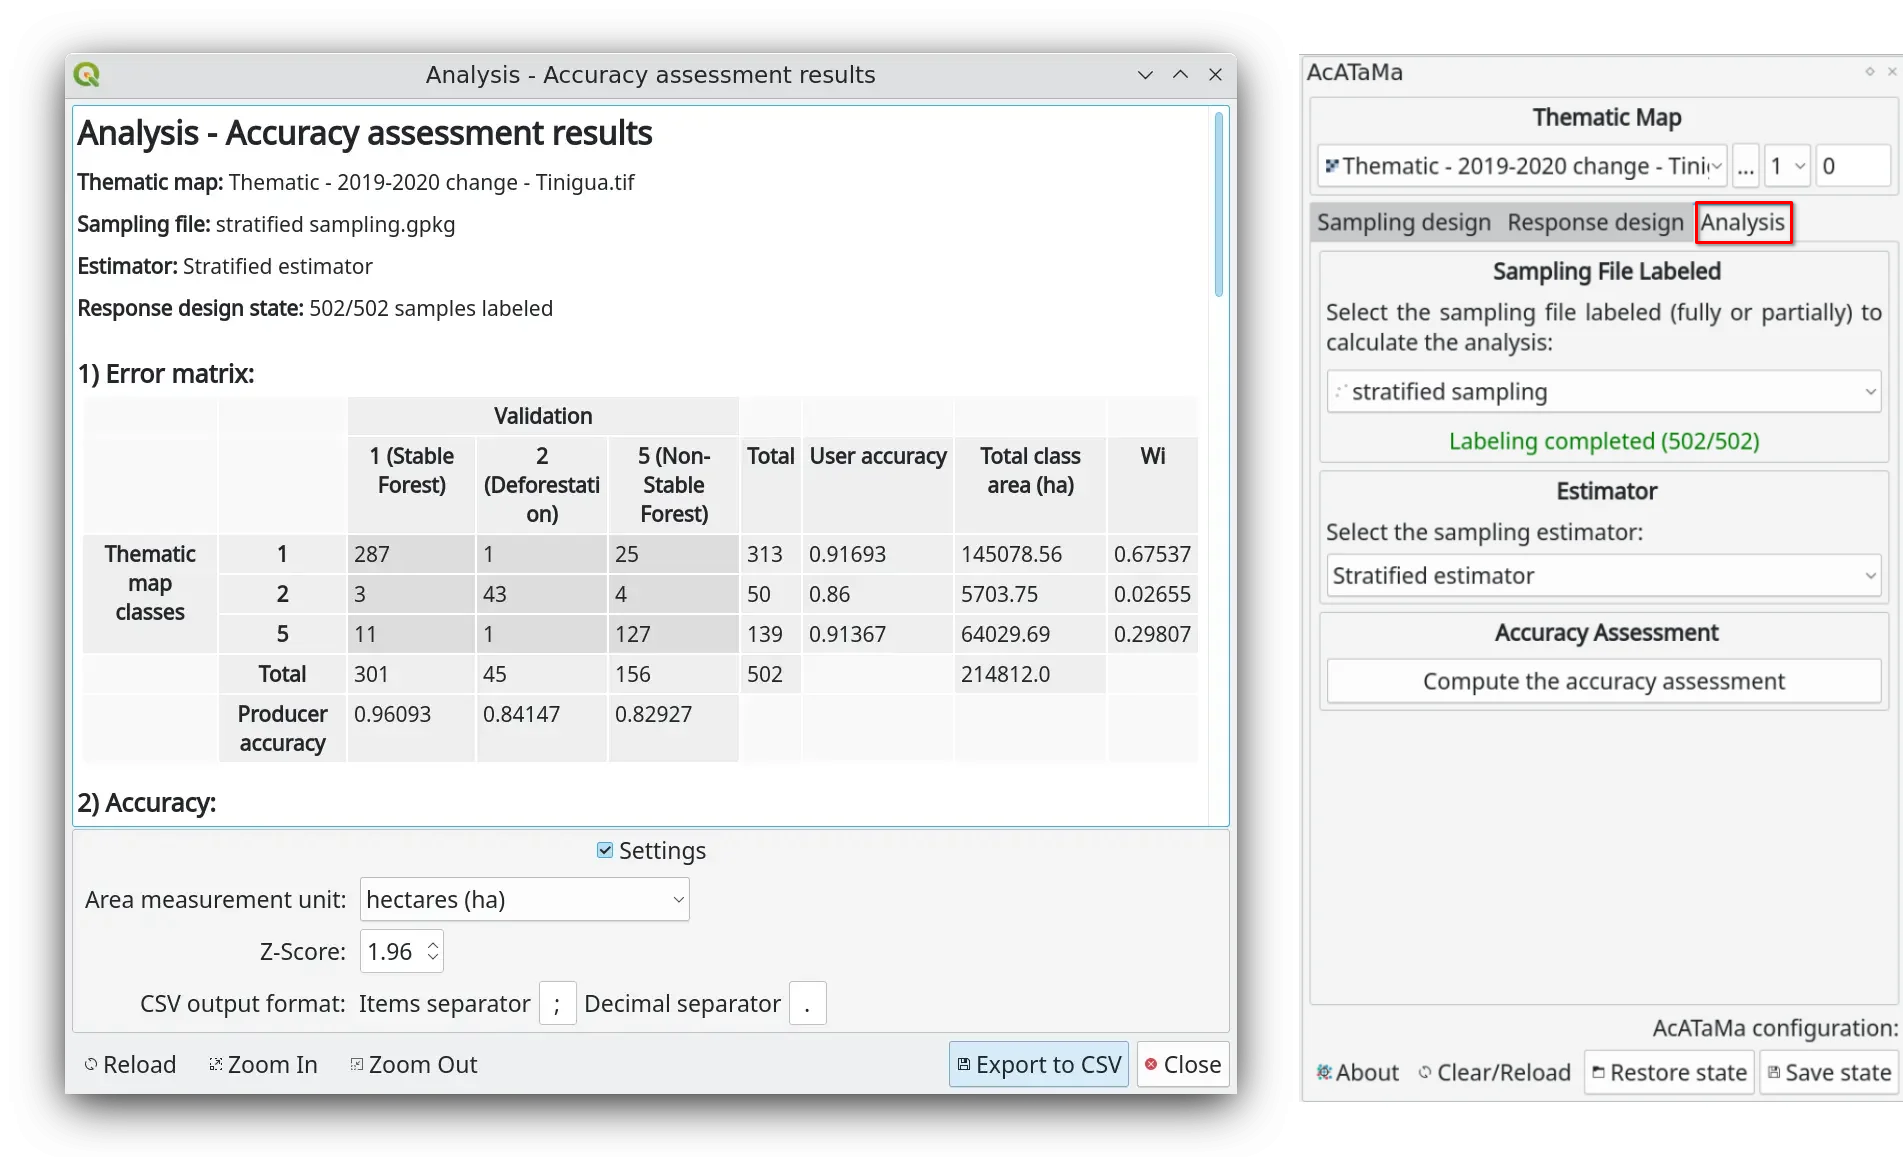 Analysis - Accuracy assessment results
Analysis - Accuracy assessment results
Thematic map: Thematic - 2019-2020 change - Tinigua.tif
Sampling file: stratified sampling.gpkg
Estimator: Stratified estimator
Response design state: 502/502 samples labeled
1) Error matrix:
Validation
1 (Stable Forest) 2 (Deforestati on) 5 (Non-Stable Forest) Total User accuracy Total class area (ha) Wi
Thematic map classes
1 287 1 25 313 0.91693 145078.56 0.67537
2 3 43 4 50 0.86 5703.75 0.02655
5 11 1 127 139 0.91367 64029.69 0.29807
Total 301 45 156 502 214812.0
Producer accuracy 0.96093 0.84147 0.82927
2) Accuracy:
Settings
Area measurement unit: hectares (ha)
Z-Score: 1.96
CSV output format: Items separator ; Decimal separator .
Reload Zoom In Zoom Out Export to CSV Close
AcATaMa
Thematic Map
Thematic - 2019-2020 change - Tini ... 1 0
Sampling design Response design Analysis
Sampling File Labeled
Select the sampling file labeled (fully or partially) to
calculate the analysis:
stratified sampling
Labeling completed (502/502)
Estimator
Select the sampling estimator:
Stratified estimator
Accuracy Assessment
Compute the accuracy assessment
AcATaMa configuration:
About Clear/Reload Restore state Save state